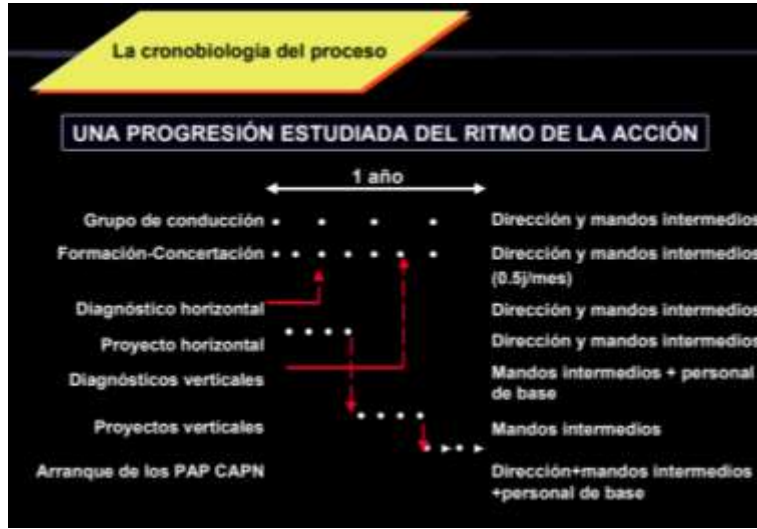 La cronobiologia del proceso
UNA PROGRESIÓN ESTUDIADA DEL RITMO DE LA ACCIÓN
1 año
Grupo de conducción
Dirección y mandos intermedios
Formación-Concertación
Dirección y mandos intermedios
(0.5j/mes)
Diagnóstico horizontal
Dirección y mandos intermedios
Proyecto horizontal
Dirección y mandos intermedios
Diagnósticos verticales
Mandos intermedios + personal
de base
Proyectos verticales
Mandos intermedios
Arranque de los PAP CAPN
Dirección+mandos intermedios
+personal de base